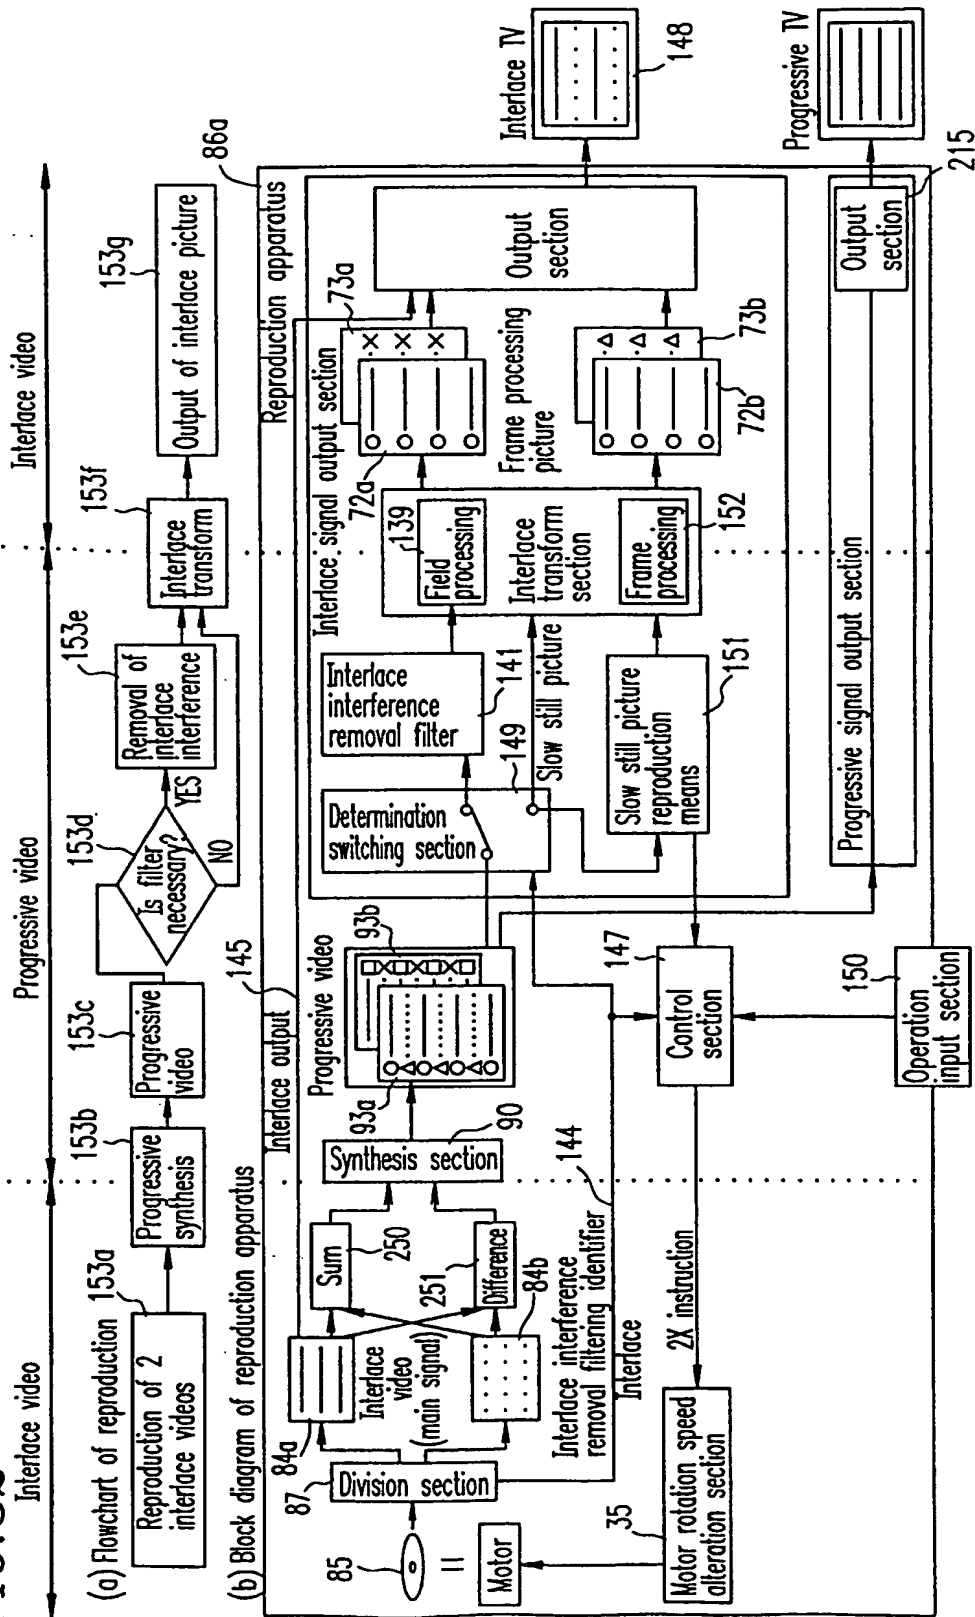 Interlace video
Progressive video
Interlace video
(a) Flowchart of reproduction
153a
Reproduction of 2
interlace videos
153b
Progressive
synthesis
153c
Progressive
video
153d
Is filter
necessary?
YES
NO
153e
Removal of
interlace
interference
153f
Interlace
transform
153g
Output of interlace picture
(b) Block diagram of reproduction apparatus
Interlace output
145
Reproduction apparatus
86a
85
Motor
87
Division section
84a
Interlace
video
(main signal)
84b
Sum
250
251
Difference
Synthesis section
90
Progressive video
93a
93b
Interlace interference
removal filtering identifier
144
Interlace
Interlace signal output section
Determination
switching section
149
Interlace
interference
removal filter
141
Slow still picture
Slow still picture
reproduction
means
151
139
Field
processing
Interlace
transform
section
Frame
processing
152
72a
73a
Frame processing
picture
72b
73b
Output
section
Interlace TV
148
2X instruction
35
Motor rotation speed
alteration section
147
Control
section
150
Operation
input section
Progressive signal output section
Output
section
215
Progressive TV